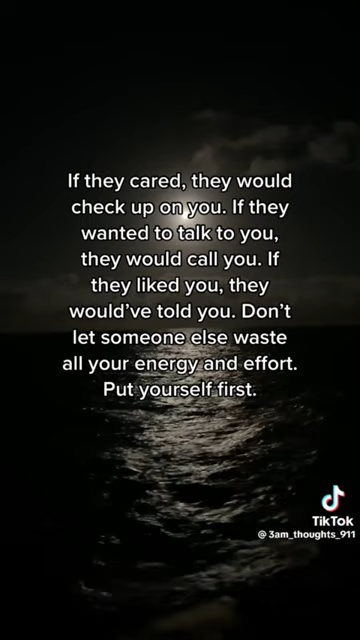 If they cared, they would
check up on you. If they
wanted to talk to you,
they would call you. If
they liked you, they
would've told you. Don't
let someone else waste
all your energy and effort.
Put yourself first.
TikTok
@ 3am_thoughts_911